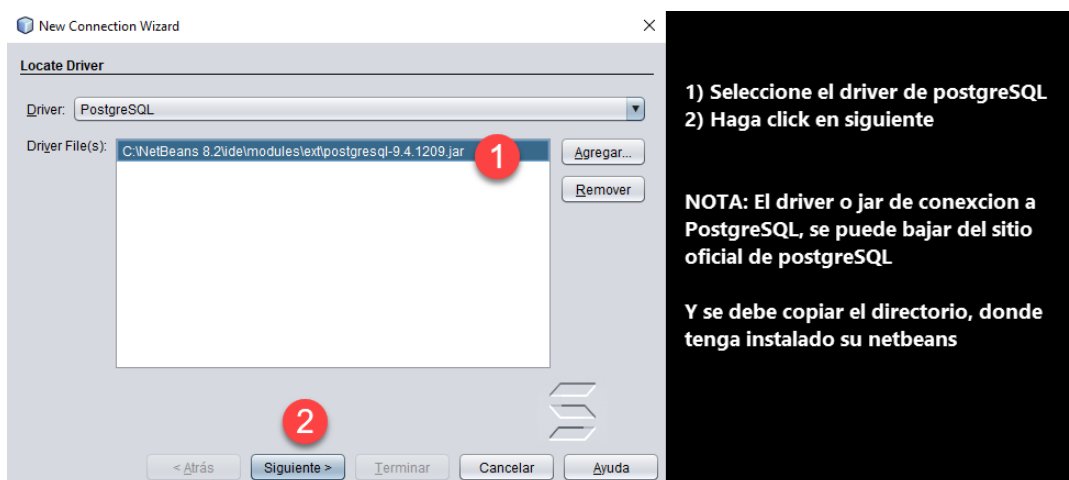 New Connection Wizard
Locate Driver
Driver: PostgreSQL
Driver File(s): C:\NetBeans 8.2\ide\modules\ext\postgresql-9.4.1209.jar
1
Agregar...
Remover
2
< Atrás Siguiente > Terminar Cancelar Ayuda
1) Seleccione el driver de postgreSQL
2) Haga click en siguiente
NOTA: El driver o jar de conexcion a
PostgreSQL, se puede bajar del sitio
oficial de postgreSQL
Y se debe copiar el directorio, donde
tenga instalado su netbeans